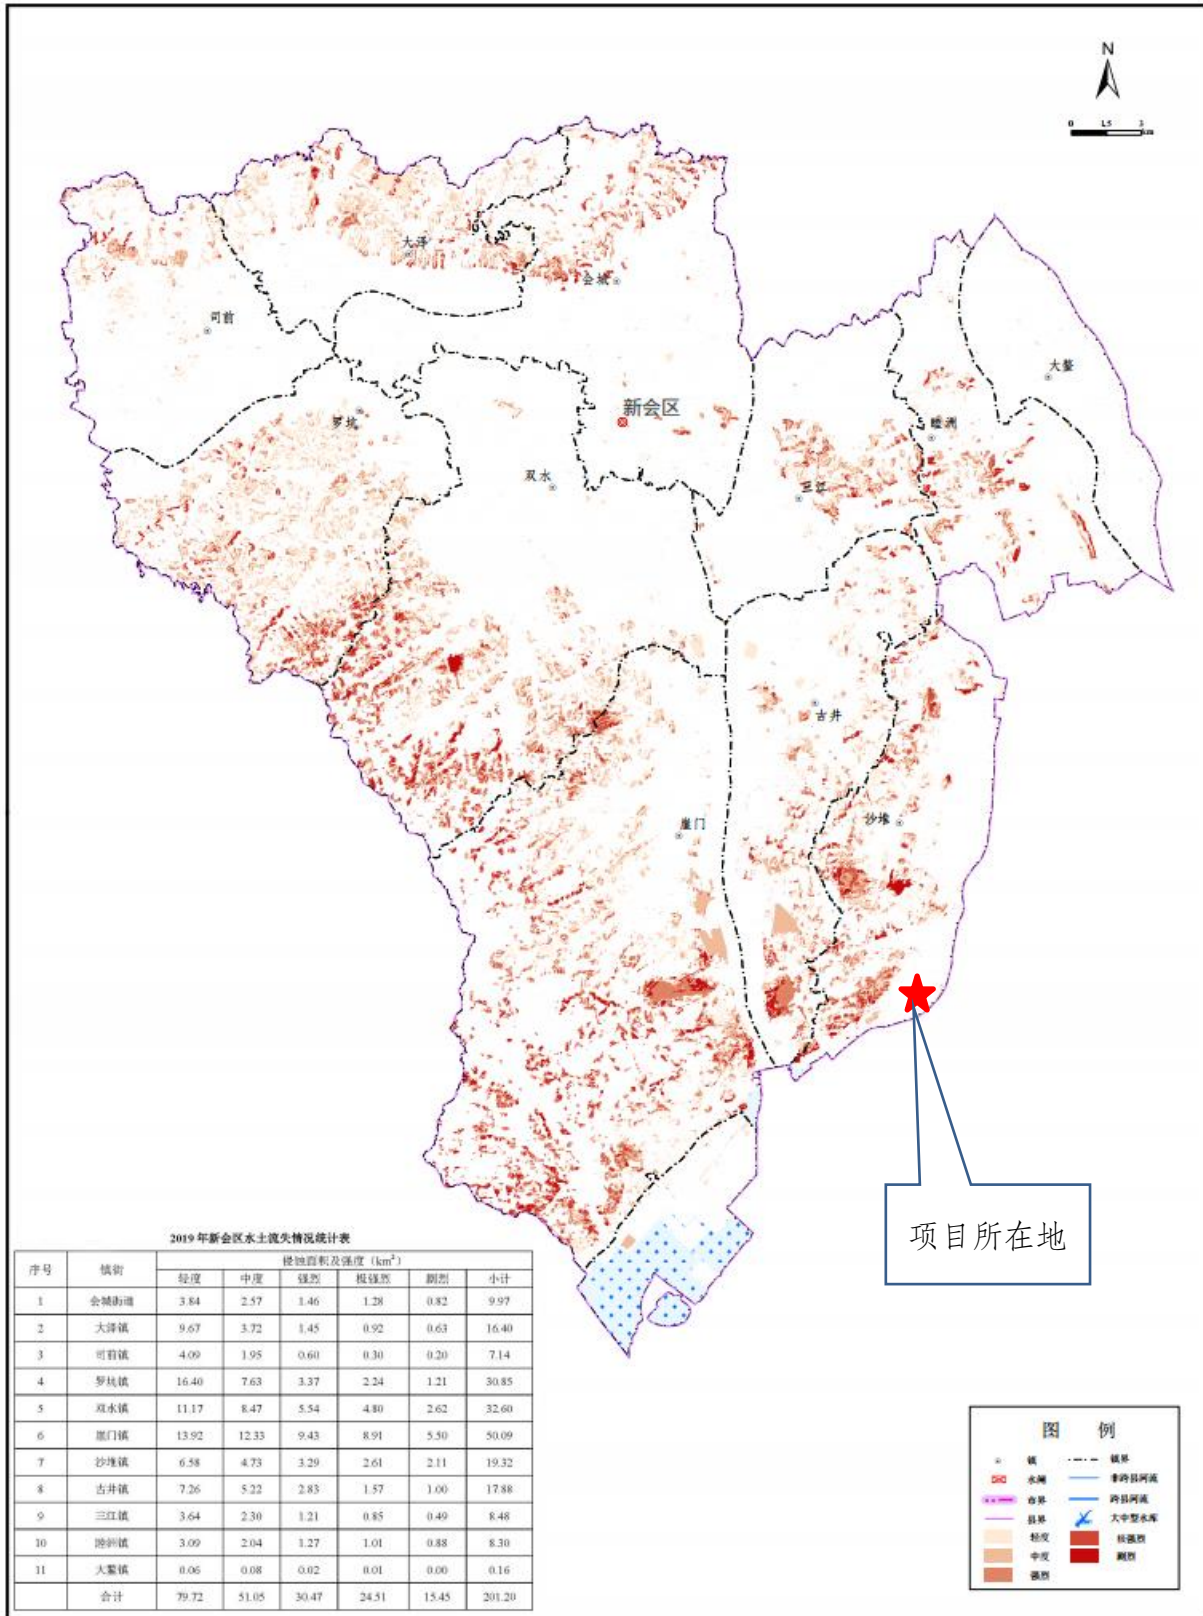 N
0 1.5 3
km
大泽
会城
司前
大鳌
新会区
罗坑
睦洲
双水
三江
古井
沙堆
崖门
项目所在地
2019 年新会区水土流失情况统计表
序号 镇街 侵蚀面积及强度（km²）
轻度 中度 强烈 极强烈 剧烈 小计
1 会城街道 3.84 2.57 1.46 1.28 0.82 9.97
2 大泽镇 9.67 3.72 1.45 0.92 0.63 16.40
3 司前镇 4.09 1.95 0.60 0.30 0.20 7.14
4 罗坑镇 16.40 7.63 3.37 2.24 1.21 30.85
5 双水镇 11.17 8.47 5.54 4.80 2.62 32.60
6 崖门镇 13.92 12.33 9.43 8.91 5.50 50.09
7 沙堆镇 6.58 4.73 3.29 2.61 2.11 19.32
8 古井镇 7.26 5.22 2.83 1.57 1.00 17.88
9 三江镇 3.64 2.30 1.21 0.85 0.49 8.48
10 睦洲镇 3.09 2.04 1.27 1.01 0.88 8.30
11 大鳌镇 0.06 0.08 0.02 0.01 0.00 0.16
合计 79.72 51.05 30.47 24.51 15.45 201.20
图 例
镇 镇界
水闸 非跨县河流
市界 跨县河流
县界 大中型水库
轻度 极强烈
中度 剧烈
强烈